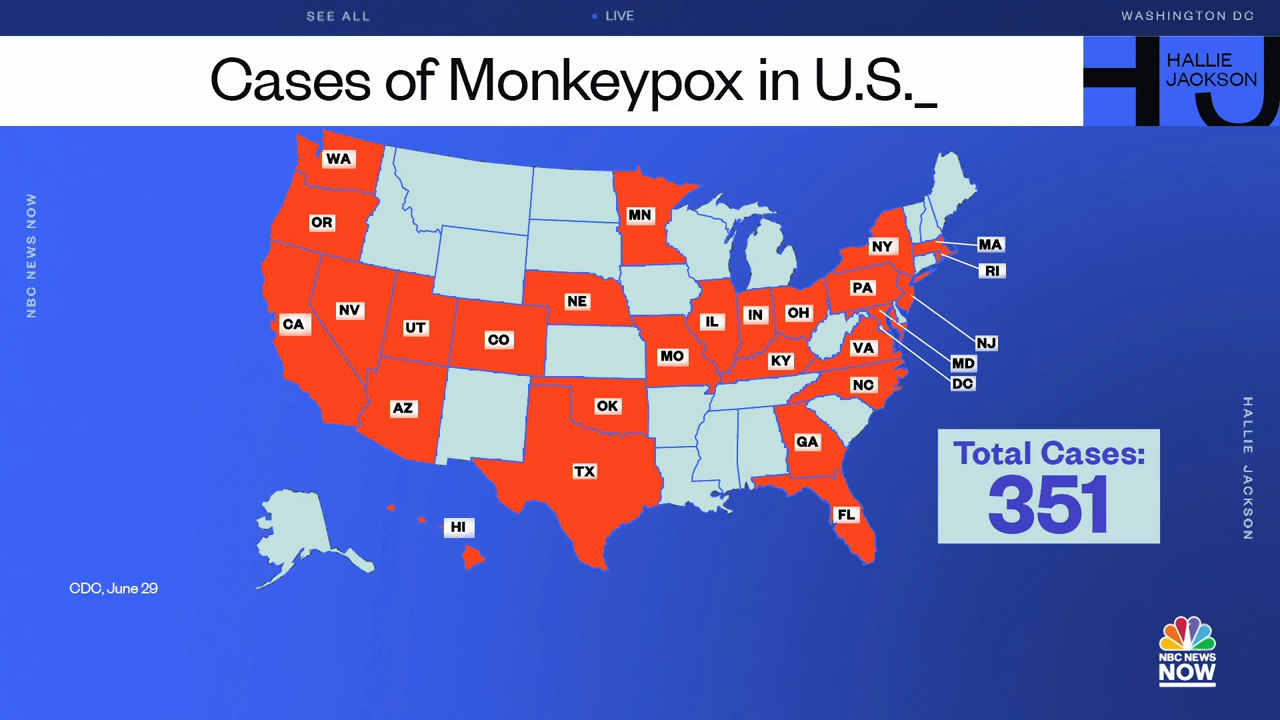 SEE ALL
LIVE
WASHINGTON DC
Cases of Monkeypox in U.S._
HJ
HALLIE
JACKSON
NBC NEWS NOW
WA
OR
MN
NY
MA
RI
CA
NV
UT
CO
NE
IL
IN
OH
PA
NJ
MO
KY
VA
MD
DC
AZ
OK
NC
TX
GA
HI
FL
Total Cases:
351
HALLIE JACKSON
CDC, June 29
NBC NEWS
NOW